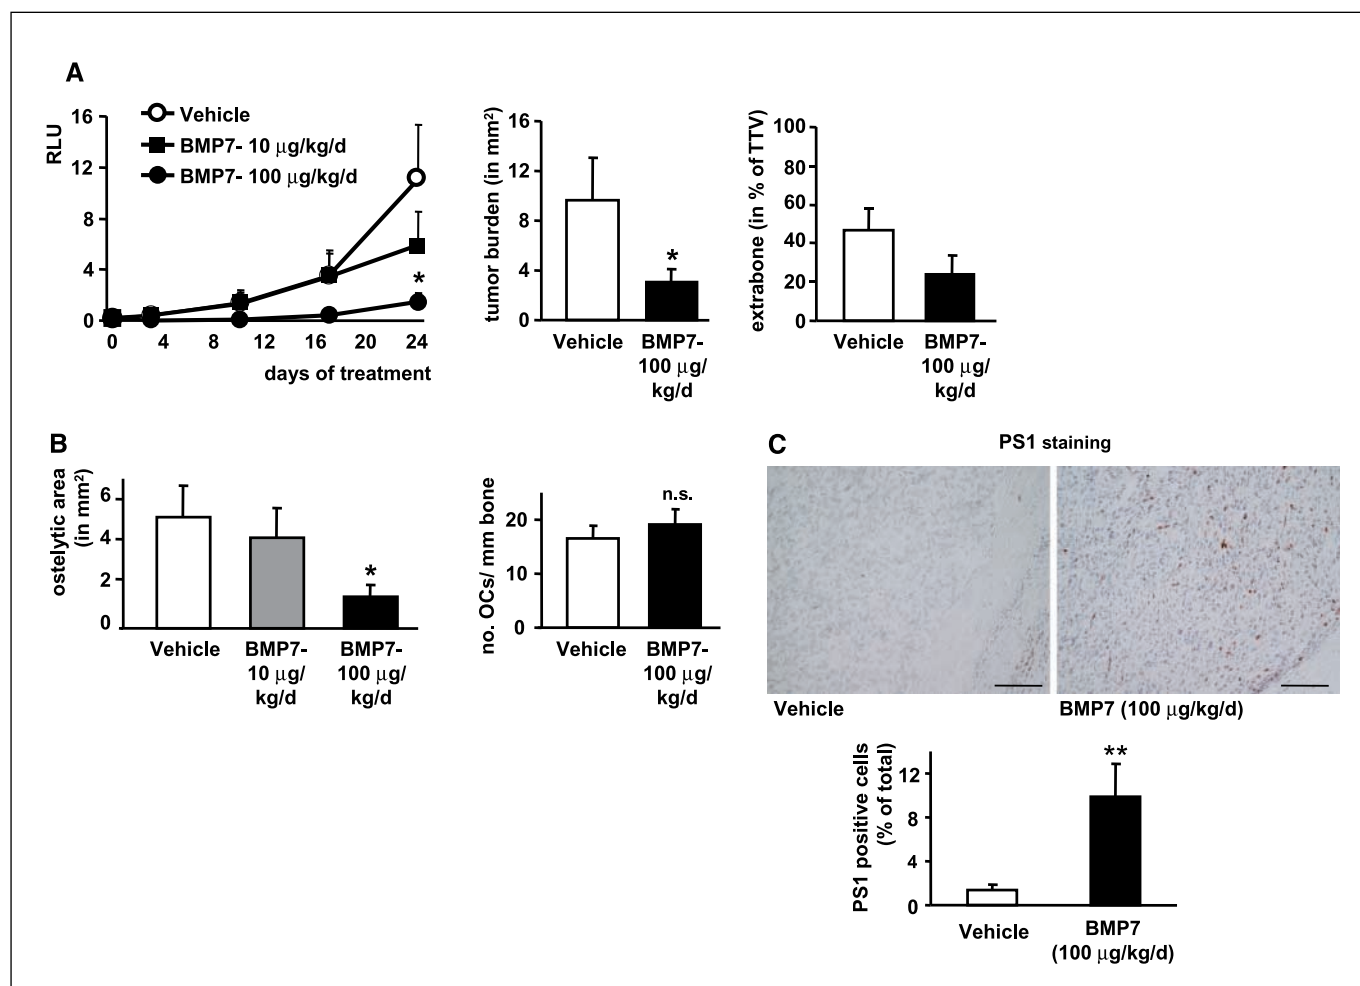 A
RLU
16
12
8
4
0
Vehicle
BMP7- 10 μg/kg/d
BMP7- 100 μg/kg/d
*
0 4 8 12 16 20 24
days of treatment
tumor burden (in mm²)
16
12
8
4
0
*
Vehicle
BMP7-
100 μg/
kg/d
extrabone (in % of TTV)
100
80
60
40
20
0
Vehicle
BMP7-
100 μg/
kg/d
B
ostelytic area
(in mm²)
6
4
2
0
*
Vehicle
BMP7-
10 μg/
kg/d
BMP7-
100 μg/
kg/d
no. OCs/ mm bone
20
10
0
n.s.
Vehicle
BMP7-
100 μg/
kg/d
C
PS1 staining
Vehicle
BMP7 (100 μg/kg/d)
PS1 positive cells
(% of total)
12
8
4
0
**
Vehicle
BMP7
(100 μg/kg/d)